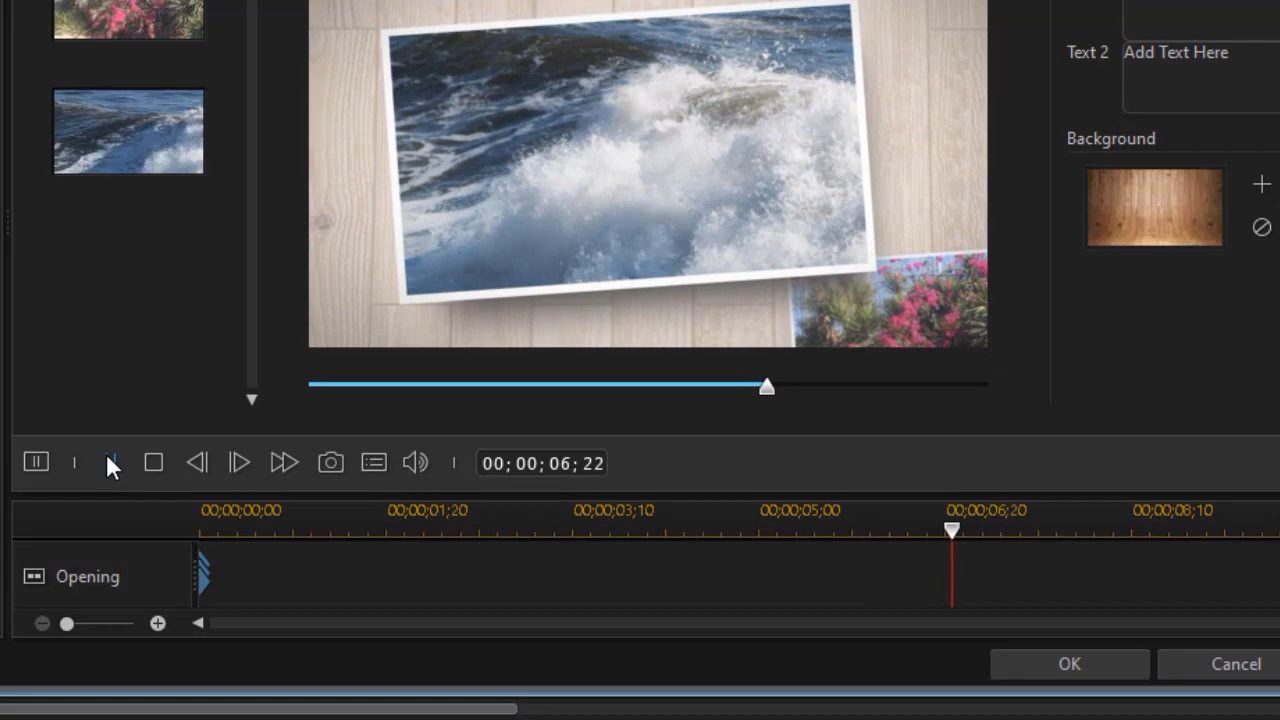 Text 2
Add Text Here
Background
00; 00; 06; 22
00;00;00;00
00;00;01;20
00;00;03;10
00;00;05;00
00;00;06;20
00;00;08;10
Opening
OK
Cancel